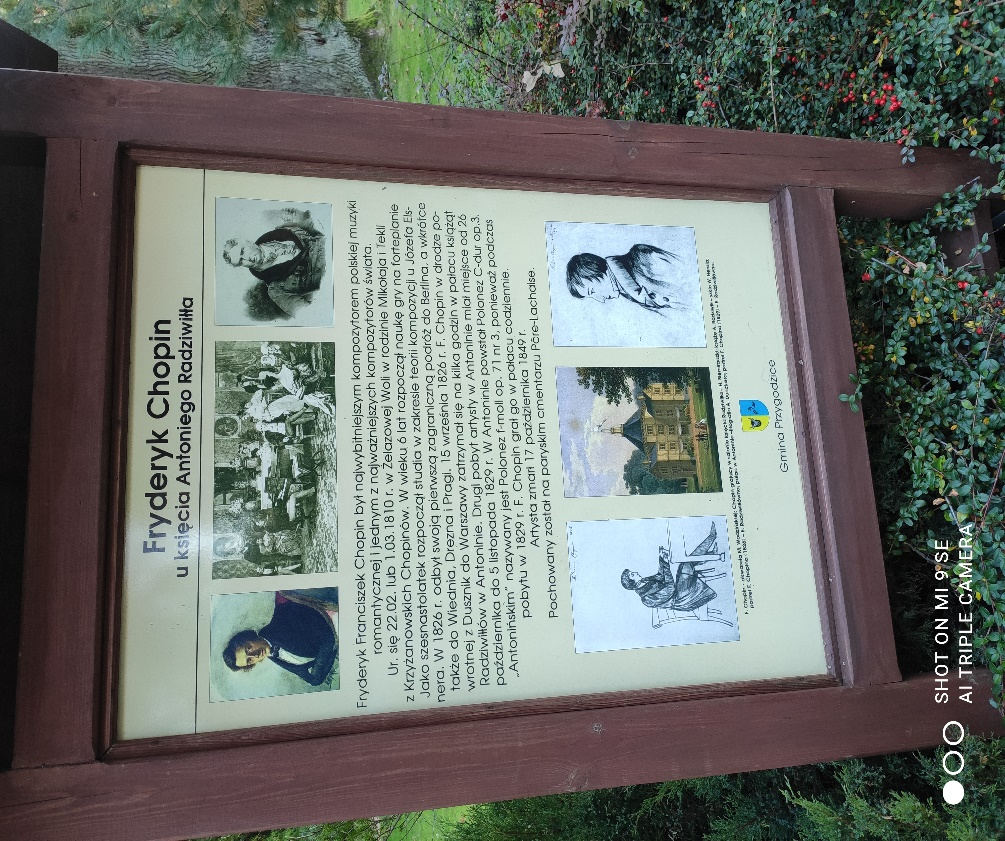 Fryderyk Chopin
u księcia Antoniego Radziwiłła
Fryderyk Franciszek Chopin był najwybitniejszym kompozytorem polskiej muzyki
romantycznej i jednym z najważniejszych kompozytorów świata.
Ur. się 22.02. lub 1.03.1810 r. w Żelazowej Woli w rodzinie Mikołaja i Tekli
z Krzyżanowskich Chopinów. W wieku 6 lat rozpoczął naukę gry na fortepianie
Jako szesnastolatek rozpoczął studia w zakresie teorii kompozycji u Józefa Els-
nera. W 1826 r. odbył swoją pierwszą zagraniczną podróż do Berlina, a wkrótce
także do Wiednia, Drezna i Pragi. 15 września 1826 r. F. Chopin w drodze po-
wrotnej z Dusznik do Warszawy zatrzymał się na kilka godzin w pałacu książąt
Radziwiłłów w Antoninie. Drugi pobyt artysty w Antoninie miał miejsce od 26
października do 5 listopada 1829 r. W Antoninie powstał Polonez C-dur op.3.
„Antonińskim” nazywany jest Polonez f-moll op. 71 nr 3, ponieważ podczas
pobytu w 1829 r. F. Chopin grał go w pałacu codziennie.
Artysta zmarł 17 października 1849 r.
Pochowany został na paryskim cmentarzu Père-Lachaise.
Gmina Przygodzice
SHOT ON MI 9 SE
AI TRIPLE CAMERA